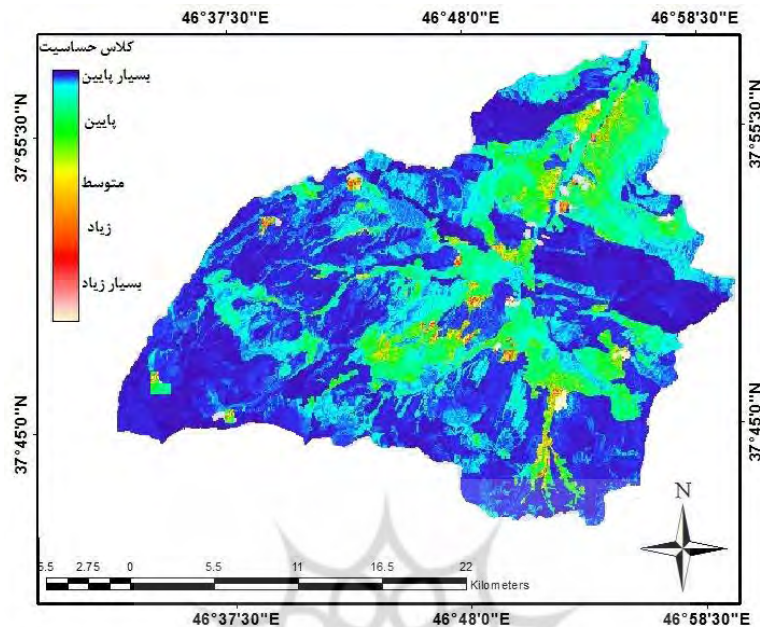 46°37'30"E 46°48'0"E 46°58'30"E
کلاس حساسیت
بسیار پایین
پایین
متوسط
زیاد
بسیار زیاد
37°55'30"N
37°55'30"N
37°45'0"N
37°45'0"N
N
5.5 2.75 0 5.5 11 16.5 22
Kilometers
46°37'30"E 46°48'0"E 46°58'30"E